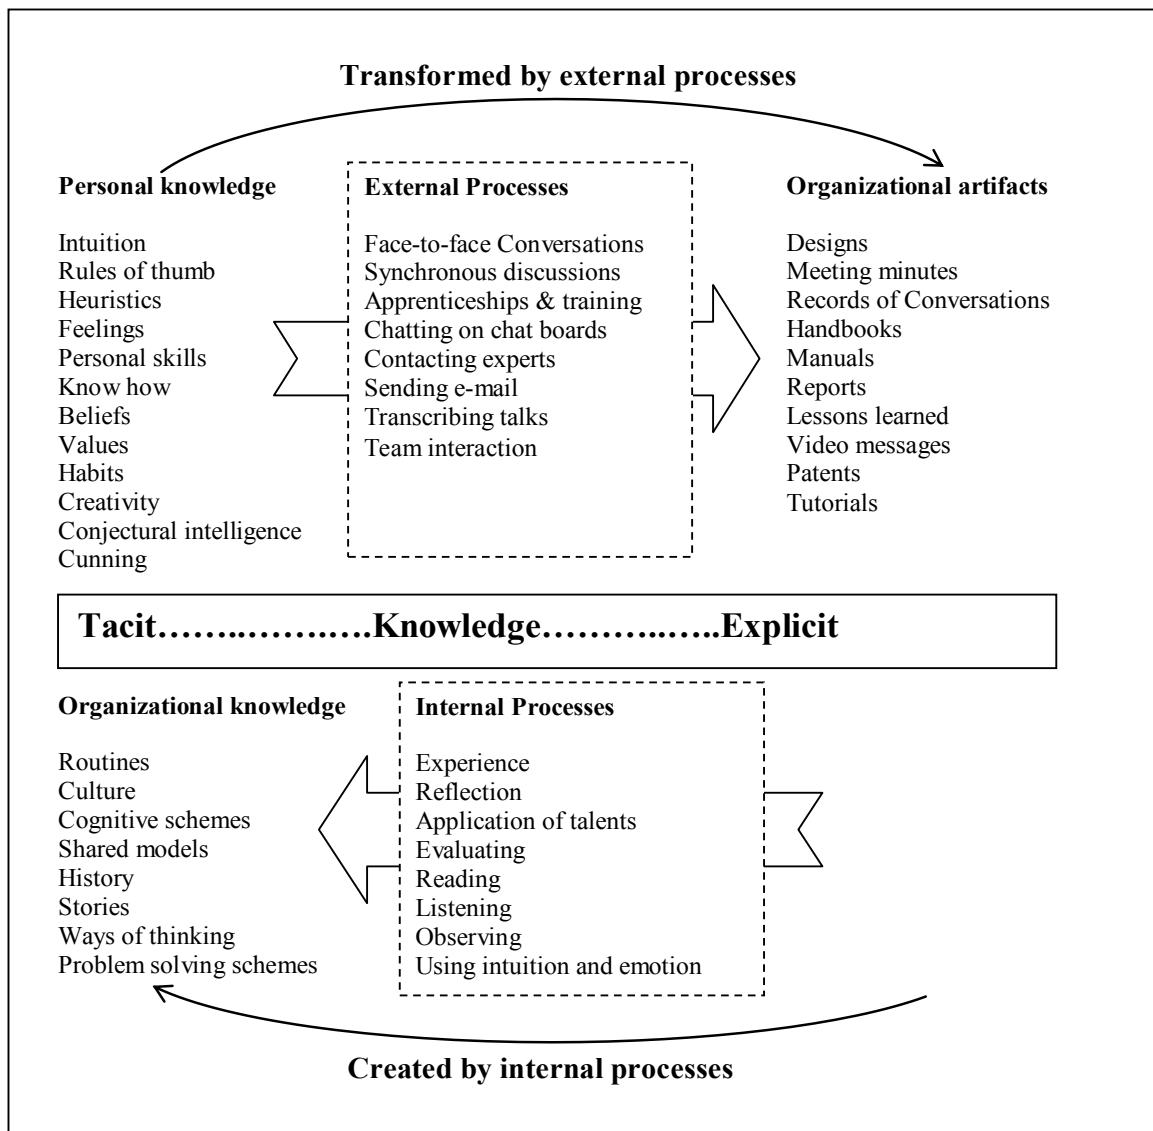 Transformed by external processes
Personal knowledge
Intuition
Rules of thumb
Heuristics
Feelings
Personal skills
Know how
Beliefs
Values
Habits
Creativity
Conjectural intelligence
Cunning
External Processes
Face-to-face Conversations
Synchronous discussions
Apprenticeships & training
Chatting on chat boards
Contacting experts
Sending e-mail
Transcribing talks
Team interaction
Organizational artifacts
Designs
Meeting minutes
Records of Conversations
Handbooks
Manuals
Reports
Lessons learned
Video messages
Patents
Tutorials
Tacit……..…….….Knowledge………..…..Explicit
Organizational knowledge
Routines
Culture
Cognitive schemes
Shared models
History
Stories
Ways of thinking
Problem solving schemes
Internal Processes
Experience
Reflection
Application of talents
Evaluating
Reading
Listening
Observing
Using intuition and emotion
Created by internal processes